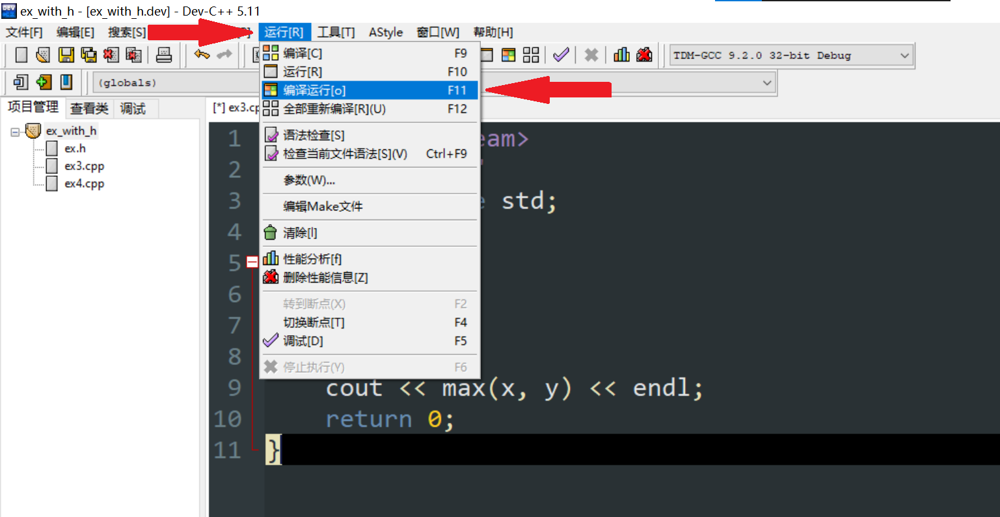 ex_with_h - [ex_with_h.dev] - Dev-C++ 5.11
文件[F] 编辑[E] 搜索[S] 运行[R] 工具[T] AStyle 窗口[W] 帮助[H]
TDM-GCC 9.2.0 32-bit Debug
(globals)
项目管理 查看类 调试
[*] ex3.cp
ex_with_h
ex.h
ex3.cpp
ex4.cpp
编译[C] F9
运行[R] F10
编译运行[o] F11
全部重新编译[R](U) F12
语法检查[S]
检查当前文件语法[S](V) Ctrl+F9
参数(W)...
编辑Make文件
清除[l]
性能分析[f]
删除性能信息[Z]
转到断点(X) F2
切换断点[T] F4
调试[D] F5
停止执行(Y) F6
1 eam>
2 "
3 e std;
4
5
6
7
8
9 cout << max(x, y) << endl;
10 return 0;
11 }